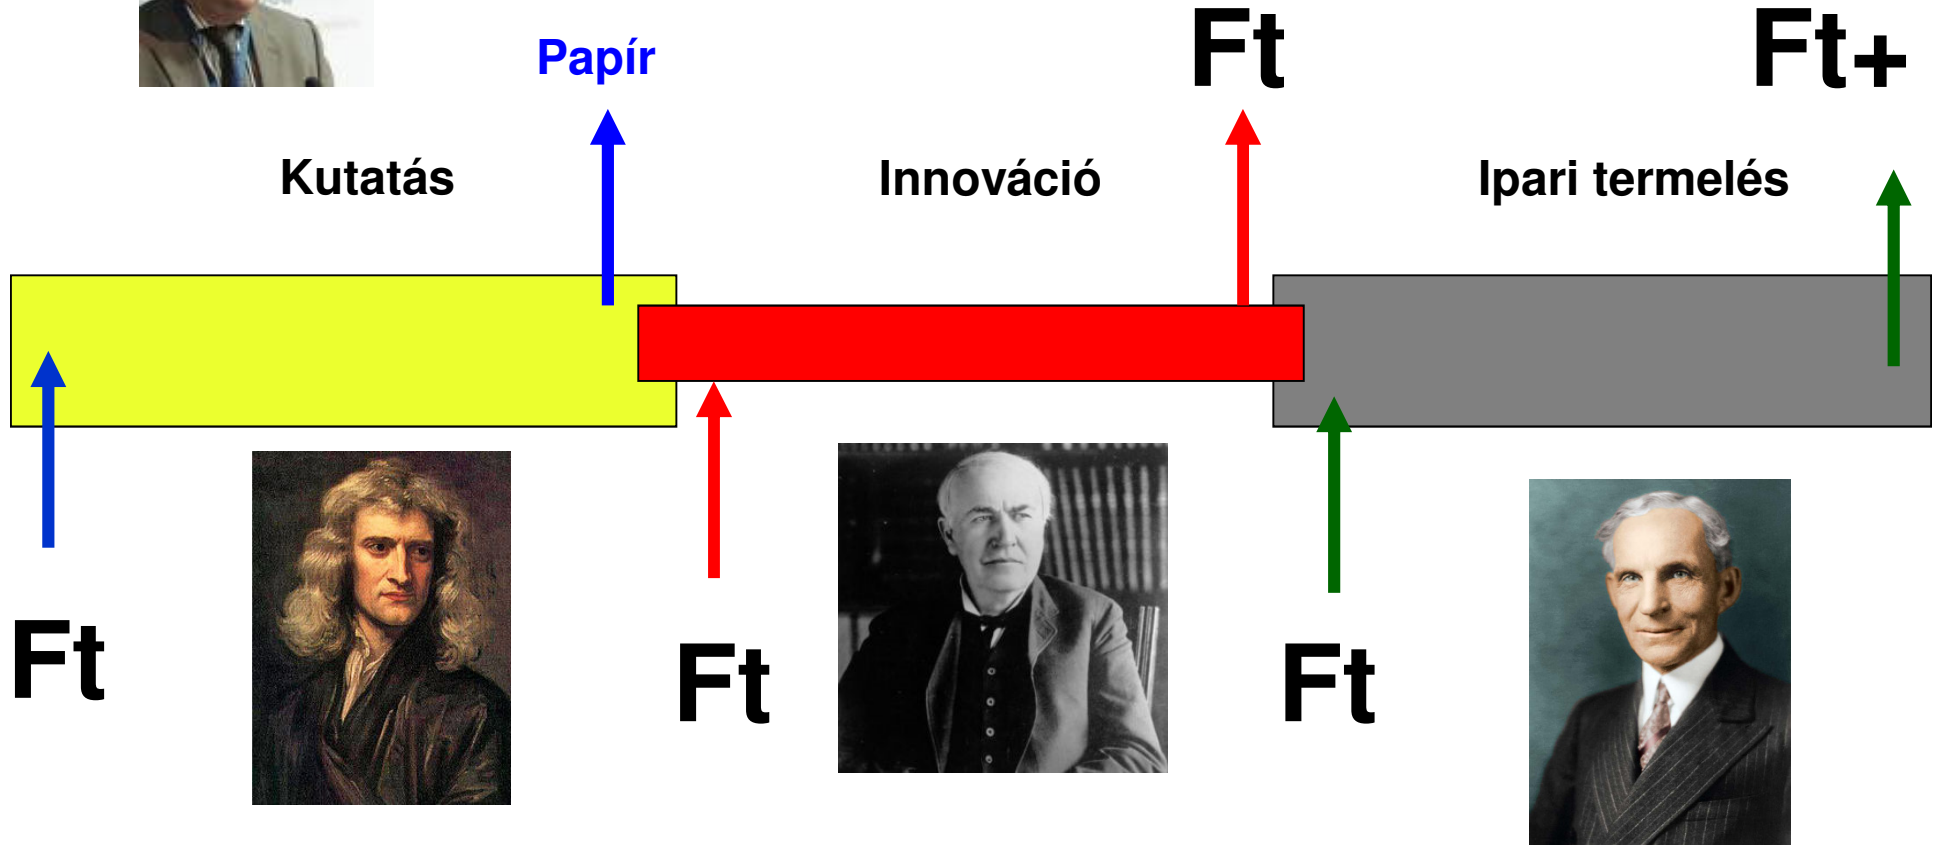 Papír
Ft
Ft+
Kutatás
Innováció
Ipari termelés
Ft
Ft
Ft